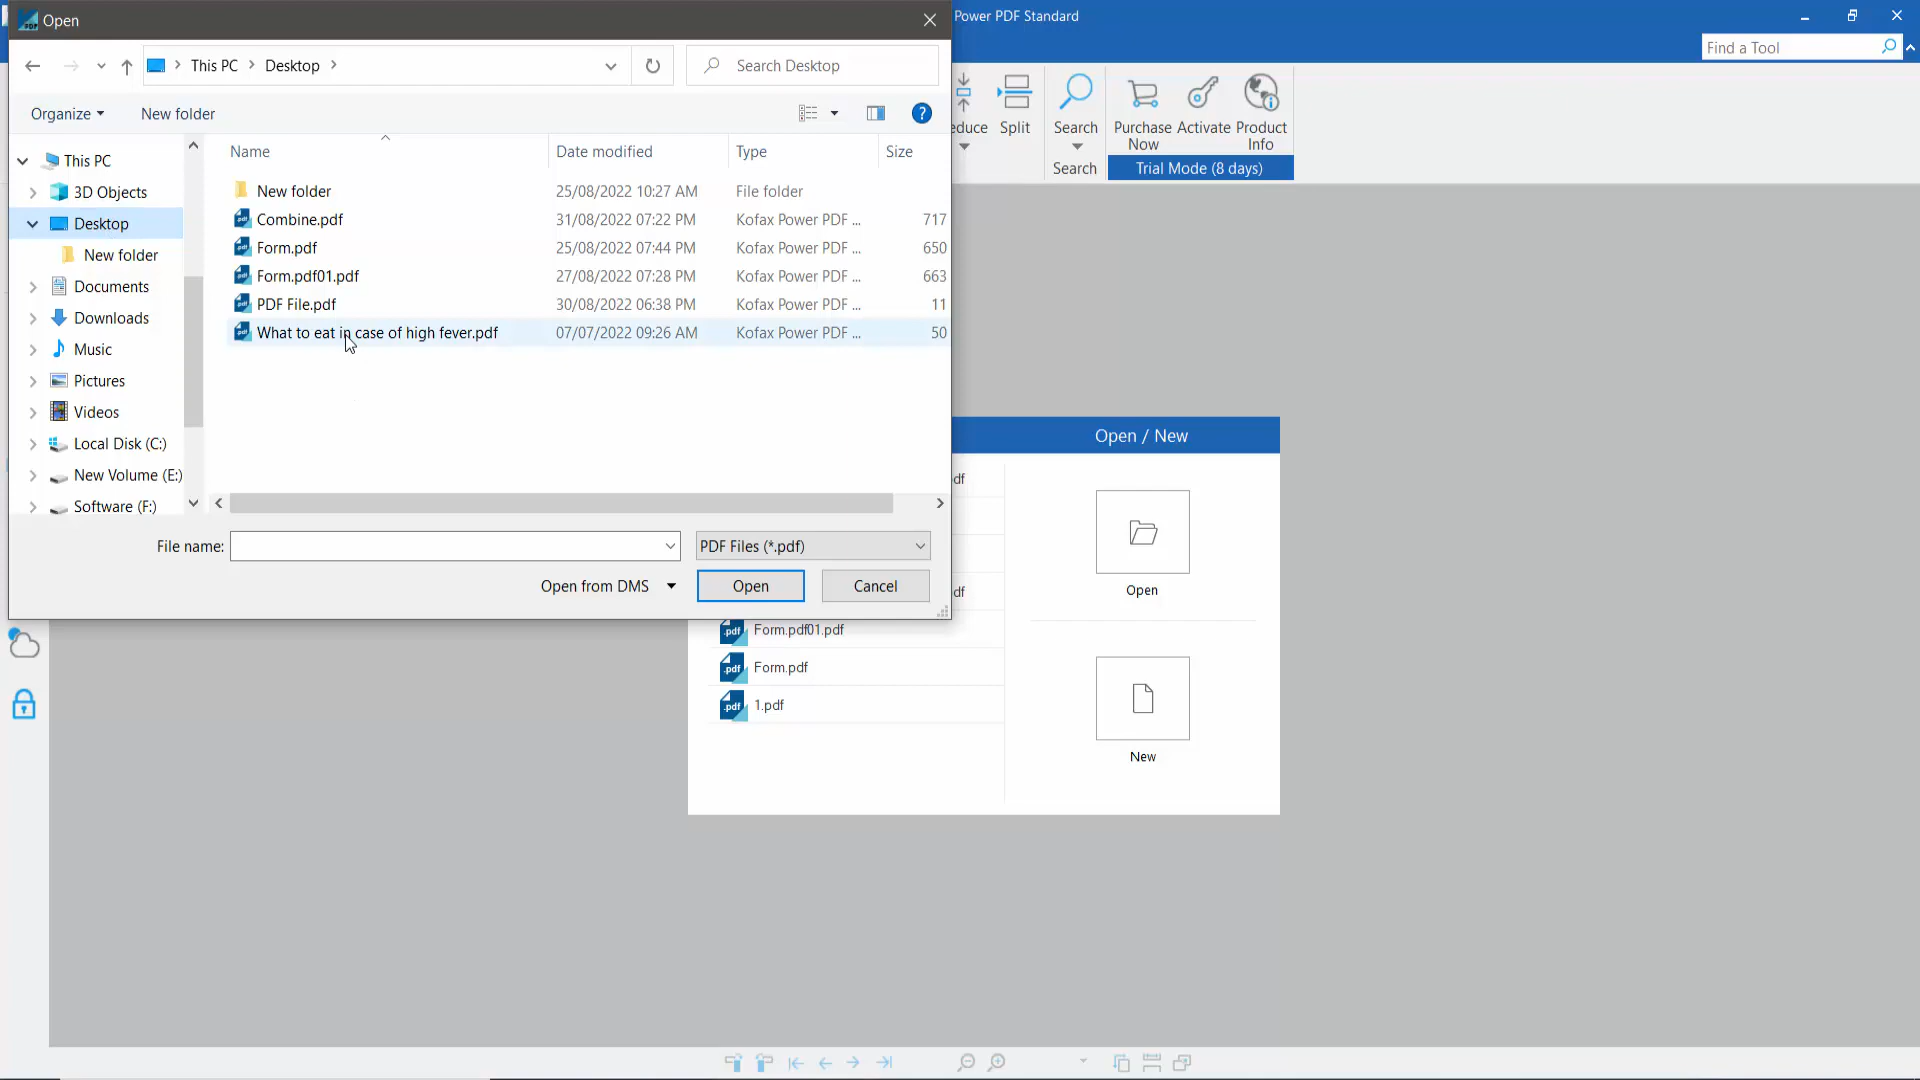 Open
Power PDF Standard
Find a Tool
This PC
Desktop
Search Desktop
Organize
New folder
Split
Search
Purchase Now
Activate
Product Info
Search
Trial Mode (8 days)
Name
Date modified
Type
Size
This PC
3D Objects
Desktop
New folder
Documents
Downloads
Music
Pictures
Videos
Local Disk (C:)
New Volume (E:)
Software (F:)
New folder 25/08/2022 10:27 AM File folder
Combine.pdf 31/08/2022 07:22 PM Kofax Power PDF ... 717
Form.pdf 25/08/2022 07:44 PM Kofax Power PDF ... 650
Form.pdf01.pdf 27/08/2022 07:28 PM Kofax Power PDF ... 663
PDF File.pdf 30/08/2022 06:38 PM Kofax Power PDF ... 11
What to eat in case of high fever.pdf 07/07/2022 09:26 AM Kofax Power PDF ... 50
File name:
PDF Files (*.pdf)
Open from DMS
Open
Cancel
Open / New
Form.pdf01.pdf
Form.pdf
1.pdf
Open
New